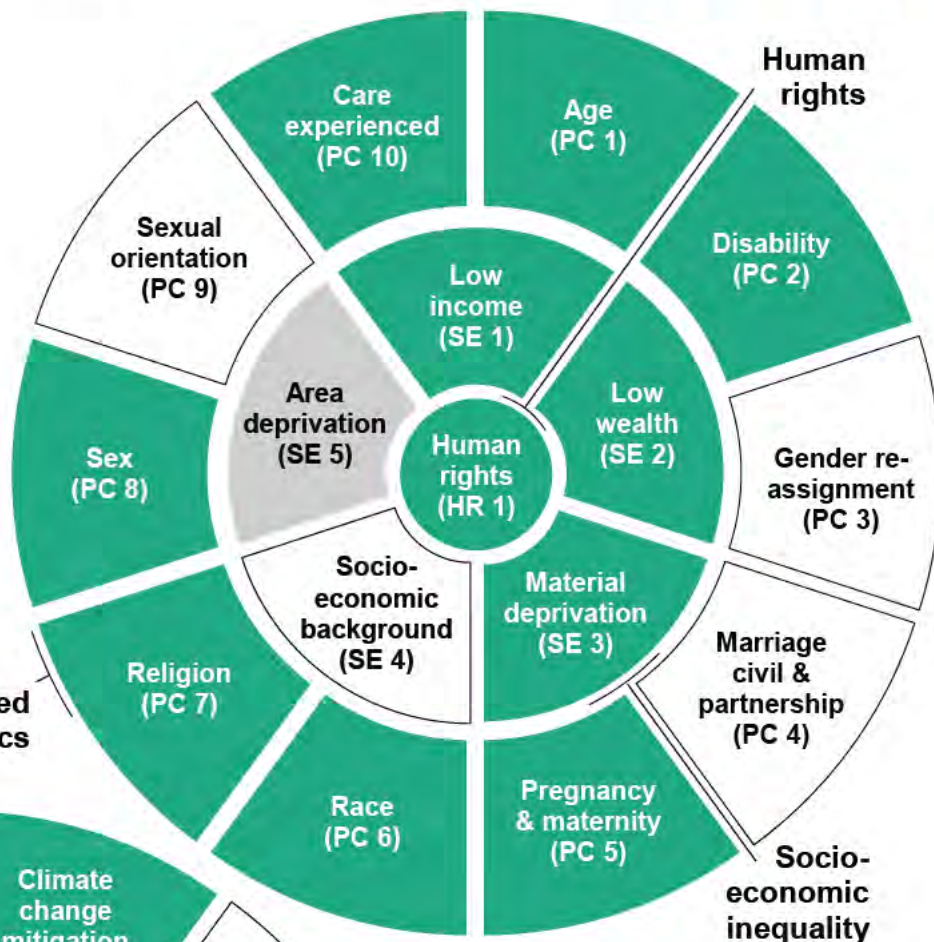 Human
rights
Care
experienced
(PC 10)
Age
(PC 1)
Sexual
orientation
(PC 9)
Disability
(PC 2)
Low
income
(SE 1)
Area
deprivation
(SE 5)
Low
wealth
(SE 2)
Human
rights
(HR 1)
Sex
(PC 8)
Gender re-
assignment
(PC 3)
Socio-
economic
background
(SE 4)
Material
deprivation
(SE 3)
Marriage
civil &
partnership
(PC 4)
Religion
(PC 7)
ed
cs
Race
(PC 6)
Pregnancy
& maternity
(PC 5)
Socio-
economic
inequality
Climate
change
mitigation